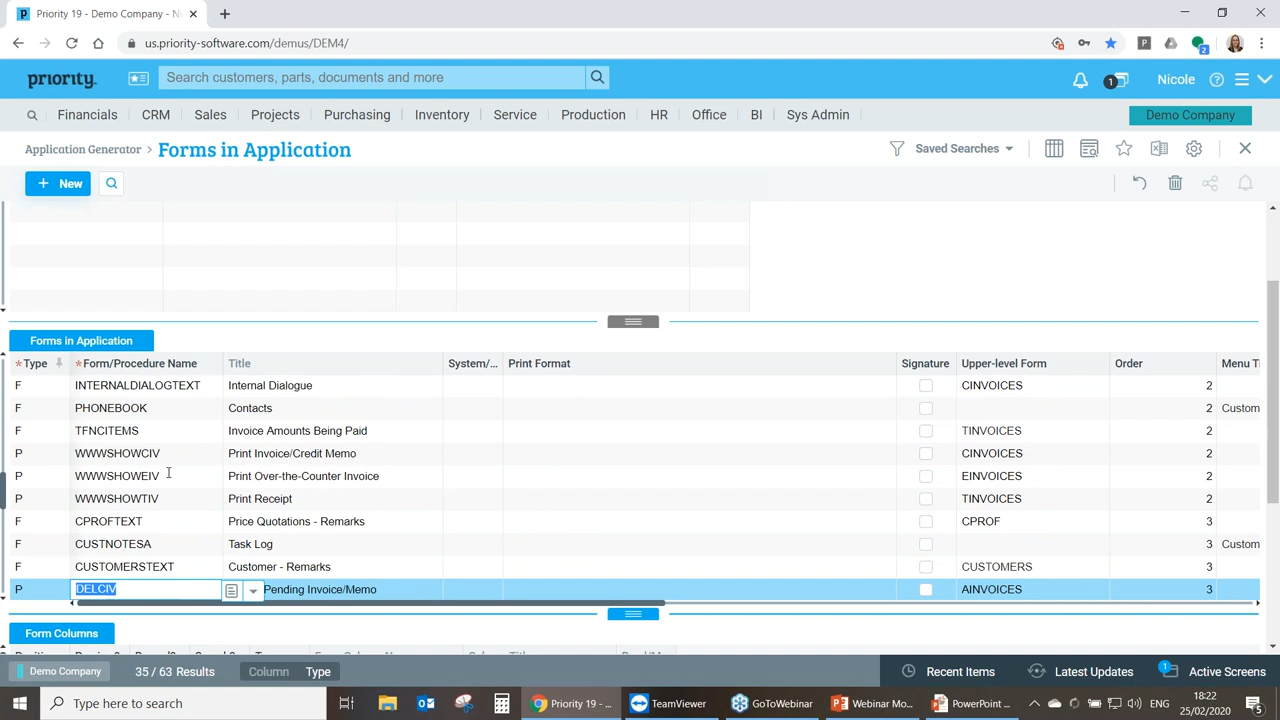 Priority 19 - Demo Company - N
us.priority-software.com/demus/DEM4/
priority.
Search customers, parts, documents and more
1
Nicole
Financials CRM Sales Projects Purchasing Inventory Service Production HR Office BI Sys Admin
Demo Company
Application Generator > Forms in Application
Saved Searches
+ New
Forms in Application
*Type *Form/Procedure Name Title System/... Print Format Signature Upper-level Form Order Menu T
F INTERNALDIALOGTEXT Internal Dialogue CINVOICES 2
F PHONEBOOK Contacts 2 Custom
F TFNCITEMS Invoice Amounts Being Paid TINVOICES 2
P WWWSHOWCIV Print Invoice/Credit Memo CINVOICES 2
P WWWSHOWEIV Print Over-the-Counter Invoice EINVOICES 2
P WWWSHOWTIV Print Receipt TINVOICES 2
F CPROFTEXT Price Quotations - Remarks CPROF 3
F CUSTNOTESA Task Log 3 Custom
F CUSTOMERSTEXT Customer - Remarks CUSTOMERS 3
P DELCIV Pending Invoice/Memo AINVOICES 3
Form Columns
Demo Company 35 / 63 Results Column Type
Recent Items Latest Updates 1 Active Screens
Type here to search
Priority 19 - ... TeamViewer GoToWebinar Webinar Mo... PowerPoint ...
ENG
18:22
25/02/2020
5